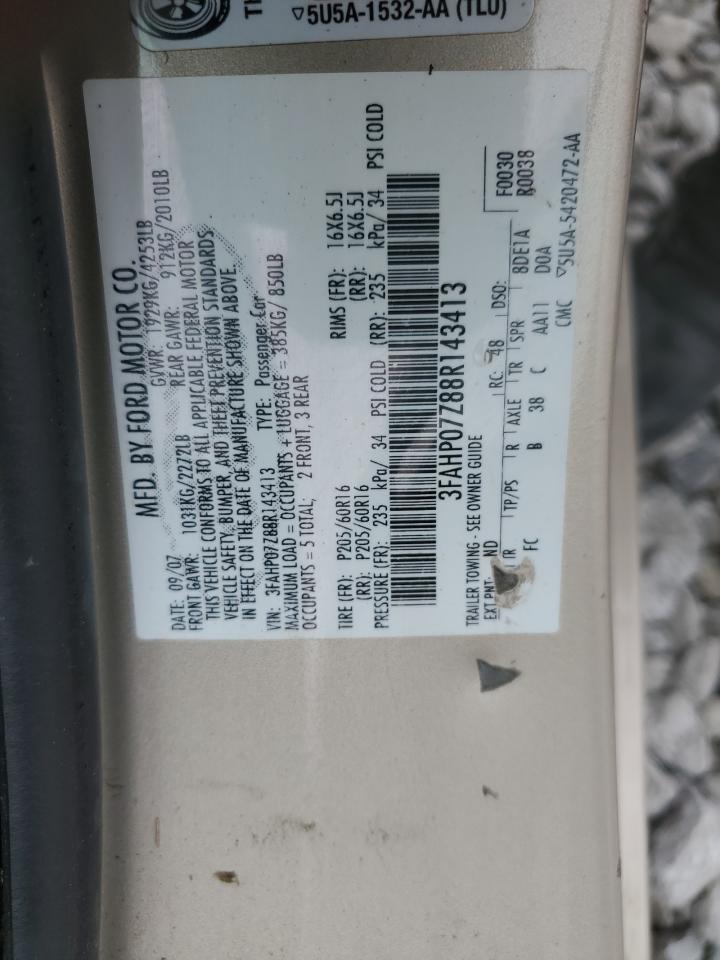 TI
▽5U5A-1532-AA (TLU)
MFD. BY FORD MOTOR CO.
DATE: 09/07 GVWR: 1929KG/4253LB
FRONT GAWR: 1031KG/2272LB REAR GAWR: 912KG/2010LB
THIS VEHICLE CONFORMS TO ALL APPLICABLE FEDERAL MOTOR
VEHICLE SAFETY, BUMPER, AND THEFT PREVENTION STANDARDS
IN EFFECT ON THE DATE OF MANUFACTURE SHOWN ABOVE.
VIN: 3FAHP07Z88R143413 TYPE: Passenger Car
MAXIMUM LOAD = OCCUPANTS + LUGGAGE = 385KG/ 850LB
OCCUPANTS = 5 TOTAL; 2 FRONT, 3 REAR
TIRE (FR): P205/60R16 RIMS (FR): 16X6.5J
(RR): P205/60R16 (RR): 16X6.5J
PRESSURE (FR): 235 kPa/ 34 PSI COLD (RR): 235 kPa/ 34 PSI COLD
3FAHP07Z88R143413
TRAILER TOWING - SEE OWNER GUIDE
F0030
R0038
EXT PNT: ND RC: 48 DSO:
TR TP/PS R AXLE TR SPR 8DE1A
FC B 38 C AA11 D0A
CMC ▽5U5A-5420472-AA